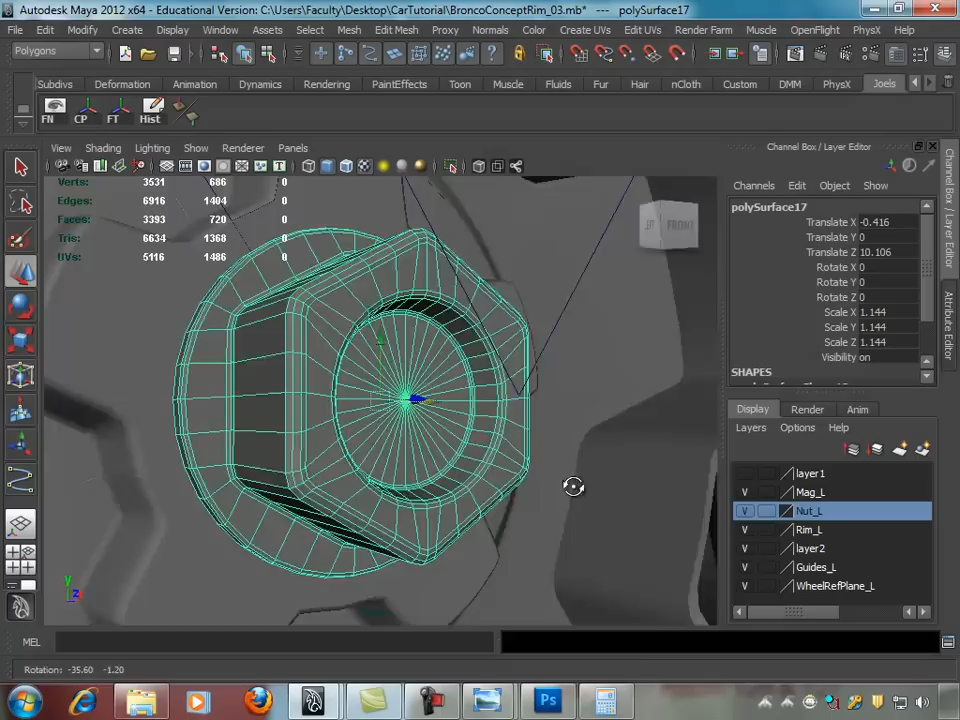 Autodesk Maya 2012 x64 - Educational Version: C:\Users\Faculty\Desktop\CarTutorial\BroncoConceptRim_03.mb* --- polySurface17
File Edit Modify Create Display Window Assets Select Mesh Edit Mesh Proxy Normals Color Create UVs Edit UVs Render Farm Muscle OpenFlight PhysX Help
Polygons
Subdivs Deformation Animation Dynamics Rendering PaintEffects Toon Muscle Fluids Fur Hair nCloth Custom DMM PhysX Joels
FN CP FT Hist
View Shading Lighting Show Renderer Panels
Channel Box / Layer Editor
Verts: 3531 686 0
Edges: 6916 1404 0
Faces: 3393 720 0
Tris: 6634 1368 0
UVs: 5116 1486 0
FRONT
y
z
Channels Edit Object Show
polySurface17
Translate X -0.416
Translate Y 0
Translate Z 10.106
Rotate X 0
Rotate Y 0
Rotate Z 0
Scale X 1.144
Scale Y 1.144
Scale Z 1.144
Visibility on
SHAPES
Display Render Anim
Layers Options Help
layer1
V Mag_L
V Nut_L
V Rim_L
V layer2
V Guides_L
V WheelRefPlane_L
Channel Box / Layer Editor
Attribute Editor
MEL
Rotation: -35.60 -1.20
Ps